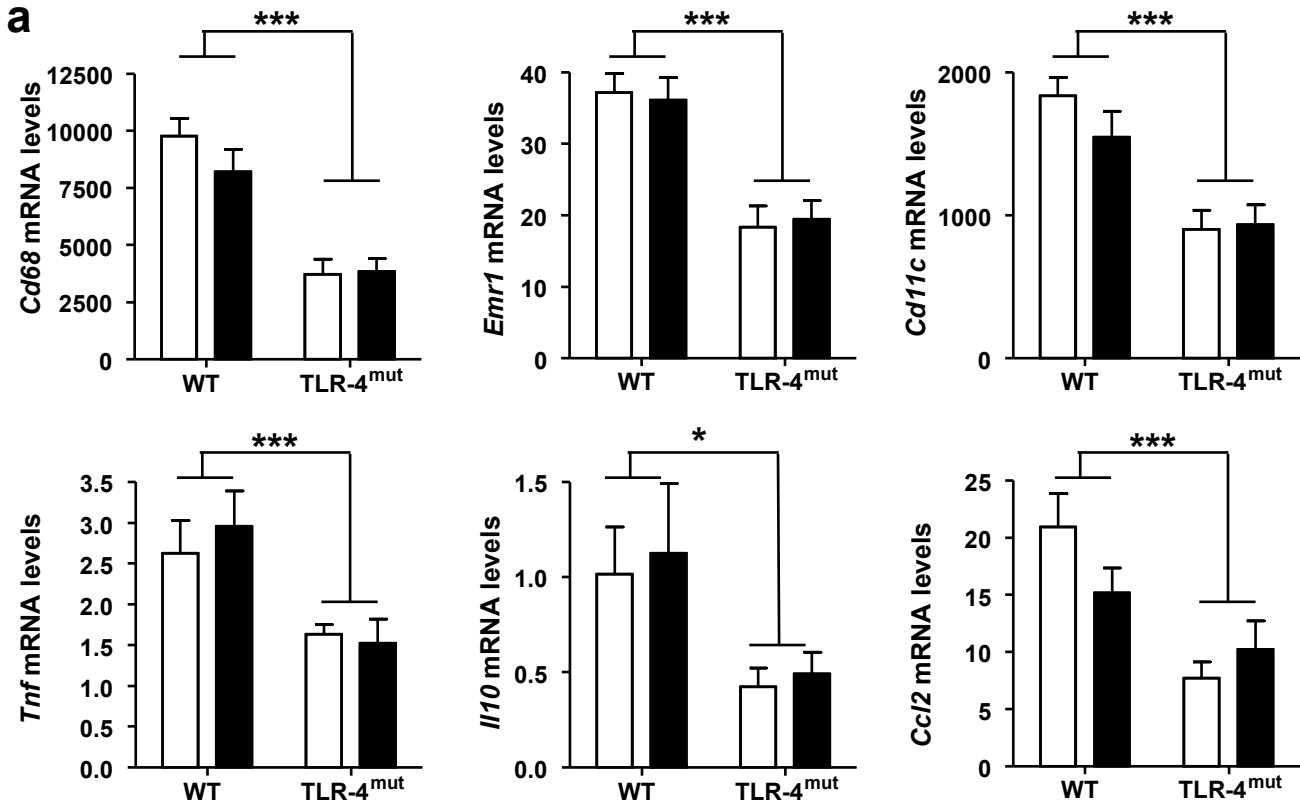 a
***
Cd68 mRNA levels
12500
10000
7500
5000
2500
0
WT TLR-4mut
***
Emr1 mRNA levels
40
30
20
10
0
WT TLR-4mut
***
Cd11c mRNA levels
2000
1000
0
WT TLR-4mut
***
Tnf mRNA levels
3.5
3.0
2.5
2.0
1.5
1.0
0.5
0.0
WT TLR-4mut
*
Il10 mRNA levels
1.5
1.0
0.5
0.0
WT TLR-4mut
***
Ccl2 mRNA levels
25
20
15
10
5
0
WT TLR-4mut